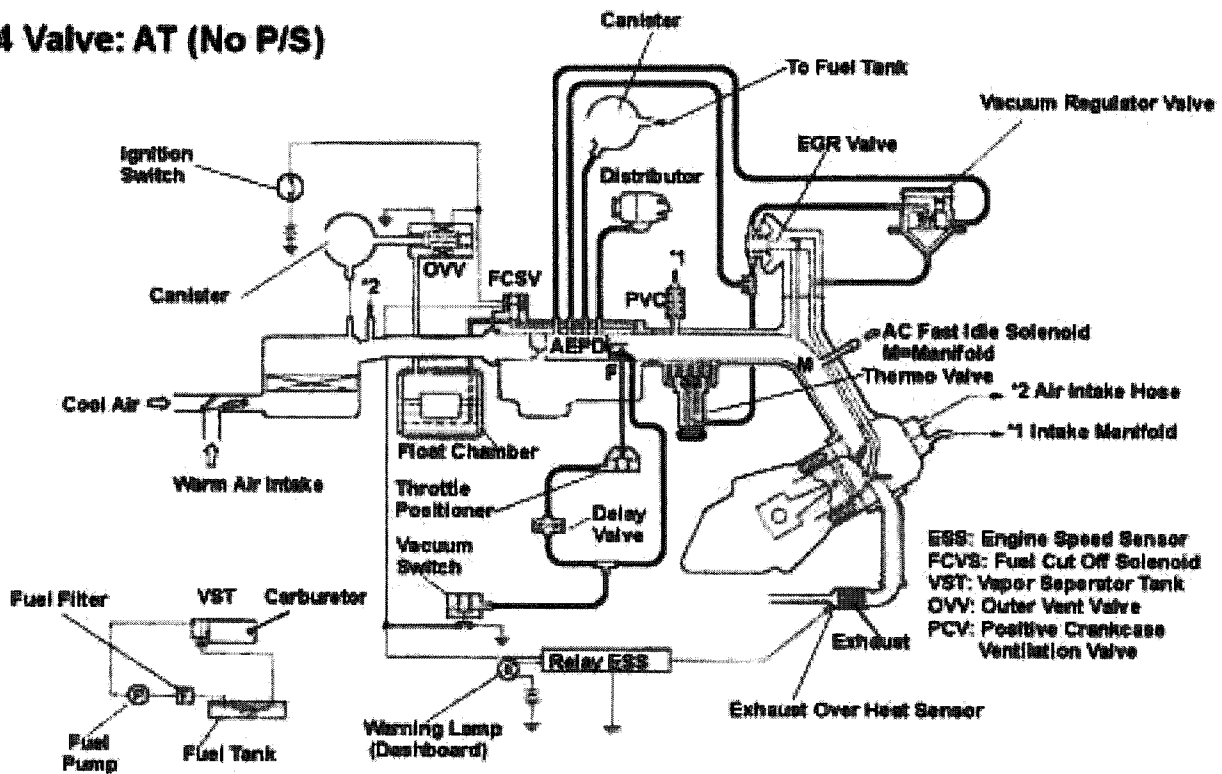 4 Valve: AT (No P/S)
Canister
To Fuel Tank
Vacuum Regulator Valve
EGR Valve
Ignition
Switch
Distributor
OVV
*1
FCSV
Canister
*2
PVC
AEPD
F
AC Fast Idle Solenoid
M=Manifold
M
Thermo Valve
Cool Air
*2 Air Intake Hose
*1 Intake Manifold
Float Chamber
Warm Air Intake
Throttle
Positioner
Delay
Valve
Vacuum
Switch
ESS: Engine Speed Sensor
FCVS: Fuel Cut Off Solenoid
VST: Vapor Separator Tank
OVV: Outer Vent Valve
PCV: Positive Crankcase
Ventilation Valve
Fuel Filter
VST
Carburetor
Exhaust
Relay ESS
P
F
Exhaust Over Heat Sensor
Warning Lamp
(Dashboard)
Fuel
Pump
Fuel Tank